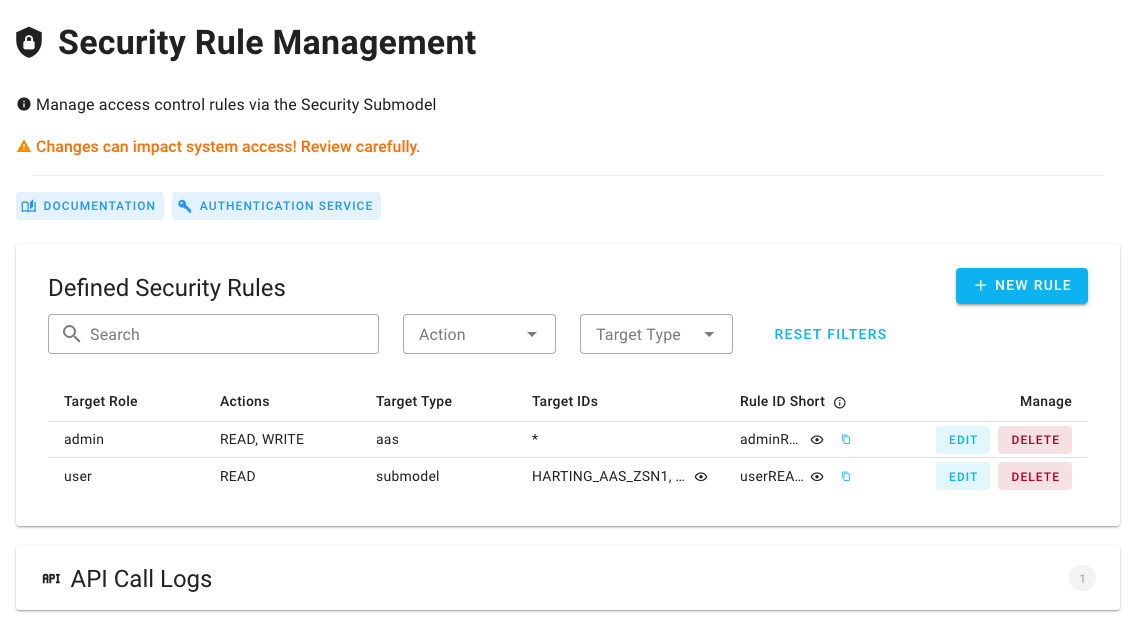 Security Rule Management
Manage access control rules via the Security Submodel
Changes can impact system access! Review carefully.
DOCUMENTATION AUTHENTICATION SERVICE
Defined Security Rules
+ NEW RULE
Search Action Target Type RESET FILTERS
Target Role Actions Target Type Target IDs Rule ID Short Manage
admin READ, WRITE aas * adminR... EDIT DELETE
user READ submodel HARTING_AAS_ZSN1, ... userREA... EDIT DELETE
API API Call Logs 1